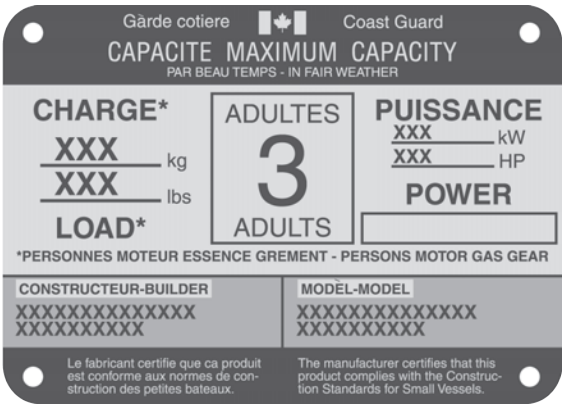 Gàrde cotiere Coast Guard
CAPACITE MAXIMUM CAPACITY
PAR BEAU TEMPS - IN FAIR WEATHER
CHARGE*
XXX kg
XXX lbs
LOAD*
ADULTES
3
ADULTS
PUISSANCE
XXX kW
XXX HP
POWER
*PERSONNES MOTEUR ESSENCE GREMENT - PERSONS MOTOR GAS GEAR
CONSTRUCTEUR-BUILDER
XXXXXXXXXXXXXX
XXXXXXXXXX
MODÈL-MODEL
XXXXXXXXXXXXXX
XXXXXXXXXX
Le fabricant certifie que ca produit
est conforme aux normes de con-
struction des petites bateaux.
The manufacturer certifies that this
product complies with the Construc-
tion Standards for Small Vessels.